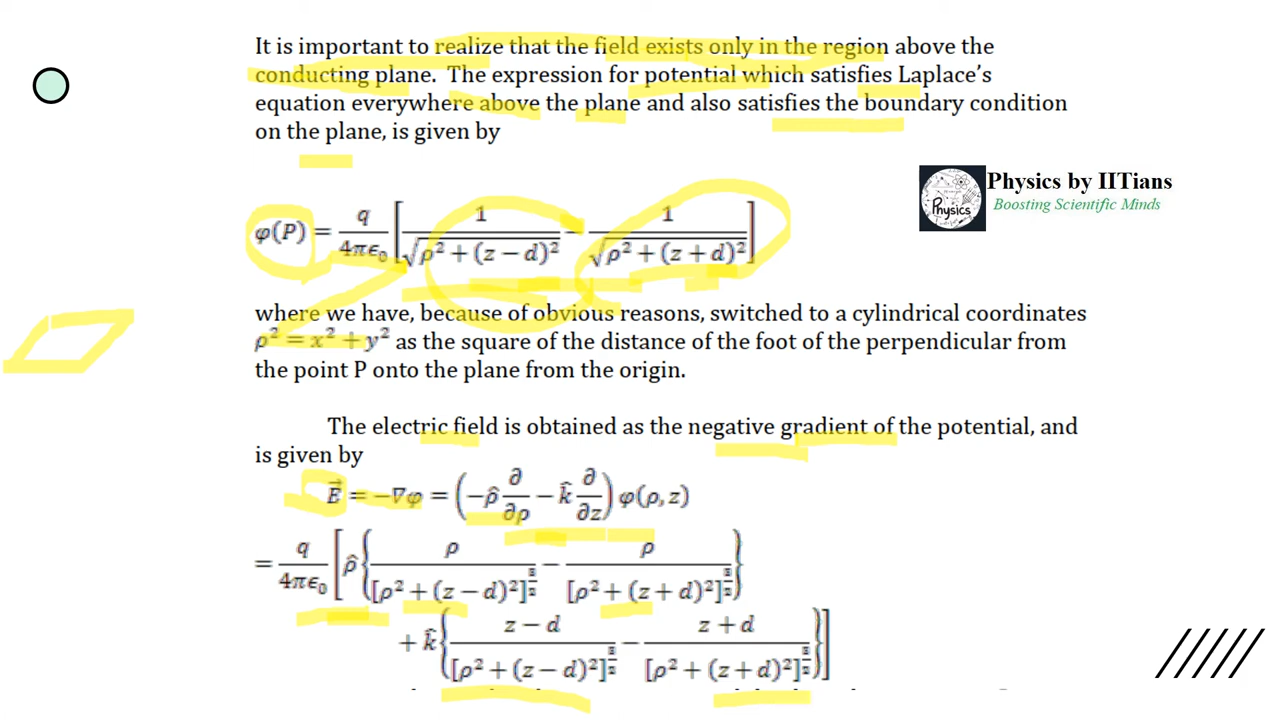 It is important to realize that the field exists only in the region above the
conducting plane. The expression for potential which satisfies Laplace's
equation everywhere above the plane and also satisfies the boundary condition
on the plane, is given by
Physics by IITians
Boosting Scientific Minds
Physics
φ(P) = q/4πϵ₀ [ 1/√(ρ² + (z − d)²) − 1/√(ρ² + (z + d)²) ]
where we have, because of obvious reasons, switched to a cylindrical coordinates
ρ² = x² + y² as the square of the distance of the foot of the perpendicular from
the point P onto the plane from the origin.
The electric field is obtained as the negative gradient of the potential, and
is given by
E⃗ = −∇φ = (−ρ̂ ∂/∂ρ − k̂ ∂/∂z) φ(ρ, z)
= q/4πϵ₀ [ ρ̂ { ρ/[ρ² + (z − d)²]^(3/2) − ρ/[ρ² + (z + d)²]^(3/2) }
+ k̂ { z − d/[ρ² + (z − d)²]^(3/2) − z + d/[ρ² + (z + d)²]^(3/2) } ]